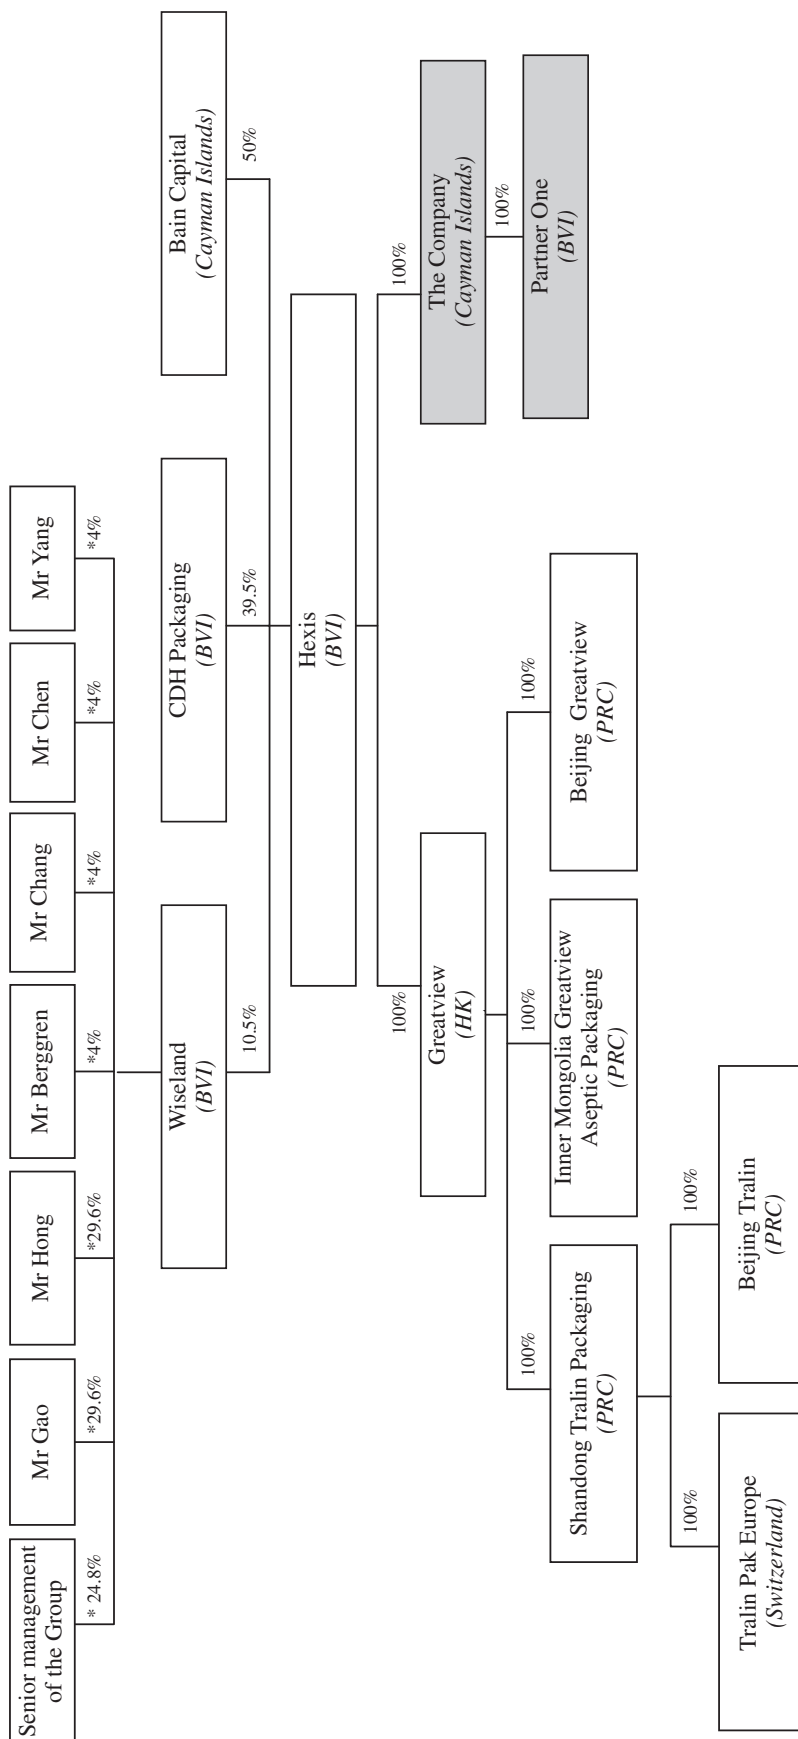 Senior management
of the Group
* 24.8%
Mr Gao
*29.6%
Mr Hong
*29.6%
Mr Berggren
*4%
Mr Chang
*4%
Mr Chen
*4%
Mr Yang
*4%
Wiseland
(BVI)
10.5%
CDH Packaging
(BVI)
39.5%
Bain Capital
(Cayman Islands)
50%
Hexis
(BVI)
100%
Greatview
(HK)
100%
The Company
(Cayman Islands)
100%
Partner One
(BVI)
100%
Shandong Tralin Packaging
(PRC)
100%
Inner Mongolia Greatview
Aseptic Packaging
(PRC)
100%
Beijing Greatview
(PRC)
100%
Tralin Pak Europe
(Switzerland)
100%
Beijing Tralin
(PRC)